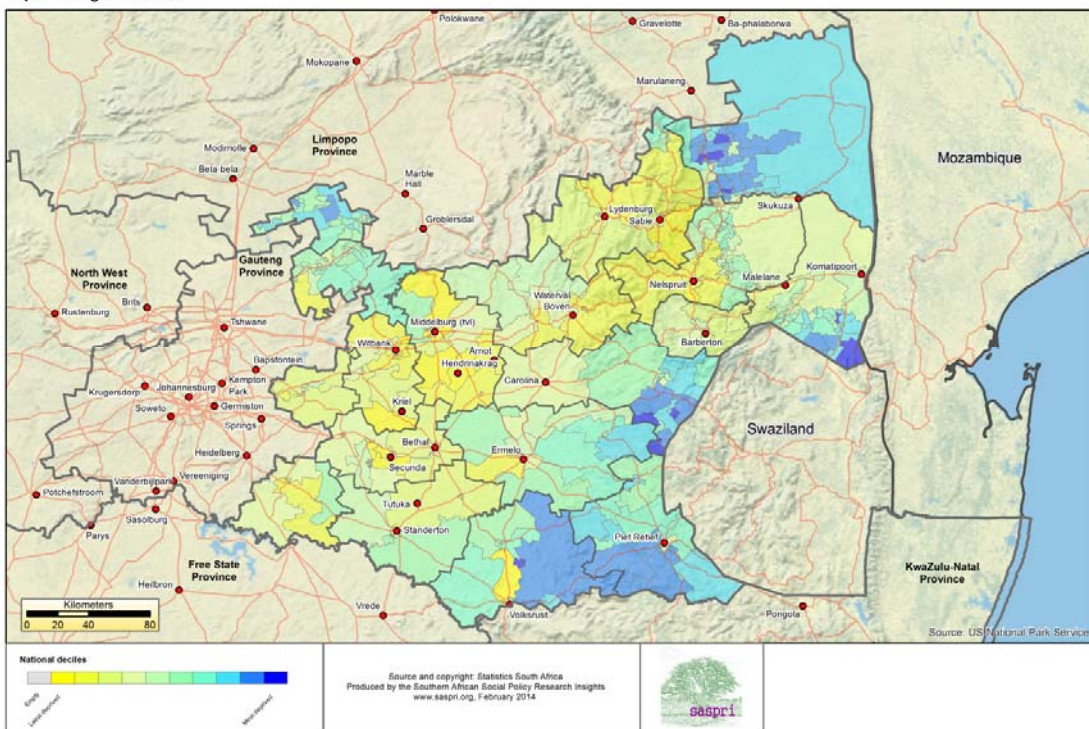 Polokwane
Gravelotte
Ba-phalaborwa
Mokopane
Marulaneng
Modimolle
Limpopo
Province
Mozambique
Bela-bela
Marble
Hall
Groblersdal
Lydenburg
Sabie
Skukuza
North West
Province
Gauteng
Province
Komatipoort
Brits
Rustenburg
Nelspruit
Malelane
Waterval
Boven
Tshwane
Middelburg (tvl)
Barberton
Witbank
Arnot
Bapsfontein
Hendrinakrag
Krugersdorp
Johannesburg
Kempton
Park
Carolina
Soweto
Germiston
Kriel
Springs
Swaziland
Bethal
Ermelo
Heidelberg
Secunda
Vereeniging
Vanderbijlpark
Potchefstroom
Tutuka
Sasolburg
Parys
Standerton
Piet Retief
Free State
Province
KwaZulu-Natal
Province
Heilbron
Kilometers
0 20 40 80
Vrede
Volksrust
Pongola
Source: US National Park Service
National deciles
Empty
Least deprived
Most deprived
Source and copyright: Statistics South Africa
Produced by the Southern African Social Policy Research Insights
www.saspri.org, February 2014
saspri